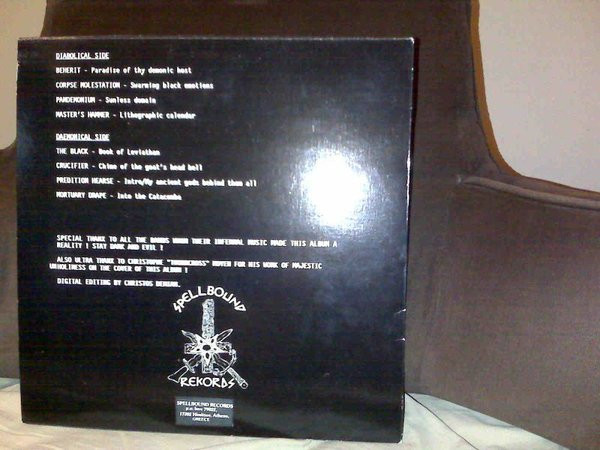 DIABOLICAL SIDE
BEHERIT - Paradise of thy demonic host
CORPSE MOLESTATION - Swarming black emotions
PANDEMONIUM - Sunless domain
MASTER'S HAMMER - Lithographic calendar
DAEMONICAL SIDE
THE BLACK - Book of Leviathan
CRUCIFIER - Chime of the goat's head bell
PREDITION HEARSE - Intro/My ancient gods behind them all
MORTUARY DRAPE - Into the Catacombs
SPECIAL THANX TO ALL THE BANDS WHOM THEIR INFERNAL MUSIC MADE THIS ALBUM A
REALITY ! STAY DARK AND EVIL !
ALSO ULTRA THANX TO CHRISTOPHE MOYEN FOR HIS WORK OF MAJESTIC
UNHOLINESS ON THE COVER OF THIS ALBUM !
DIGITAL EDITING BY CHRISTOS
SPELLBOUND
REKORDS
SPELLBOUND RECORDS
p.o. box
Athens,
GREECE